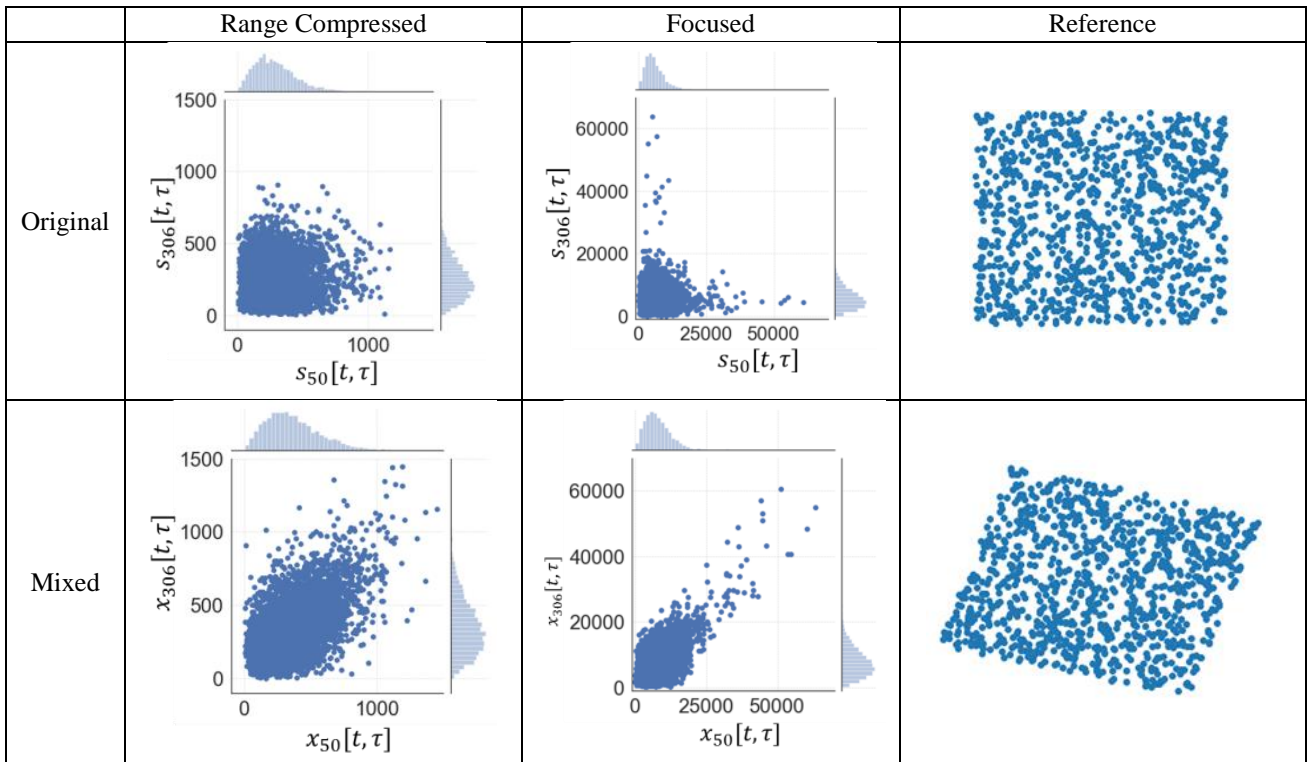 Range Compressed Focused Reference
Original
1500
1000
500
0
0 1000
s₃₀₆[t, τ]
s₅₀[t, τ]
60000
40000
20000
0
0 25000 50000
s₃₀₆[t, τ]
s₅₀[t, τ]
Mixed
1500
1000
500
0
0 1000
x₃₀₆[t, τ]
x₅₀[t, τ]
60000
40000
20000
0
0 25000 50000
x₃₀₆[t, τ]
x₅₀[t, τ]